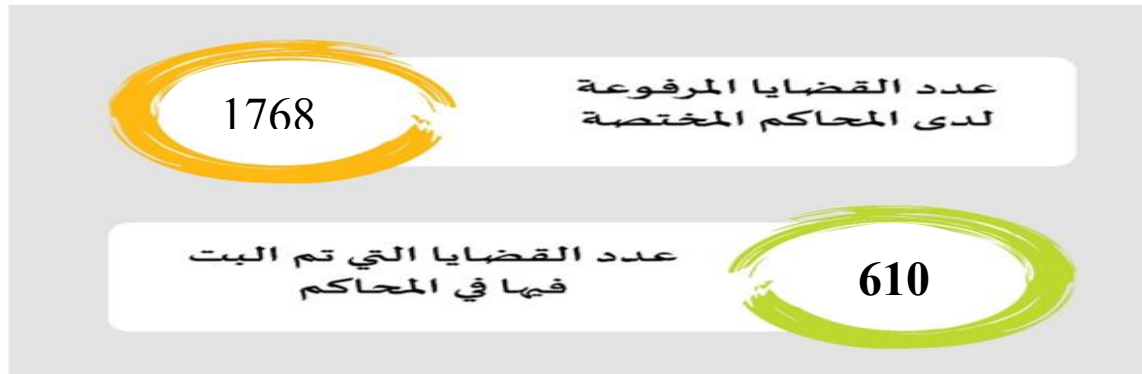 عدد القضايا المرفوعة
لدى المحاكم المختصة
1768
عدد القضايا التي تم البت
فيها في المحاكم
610